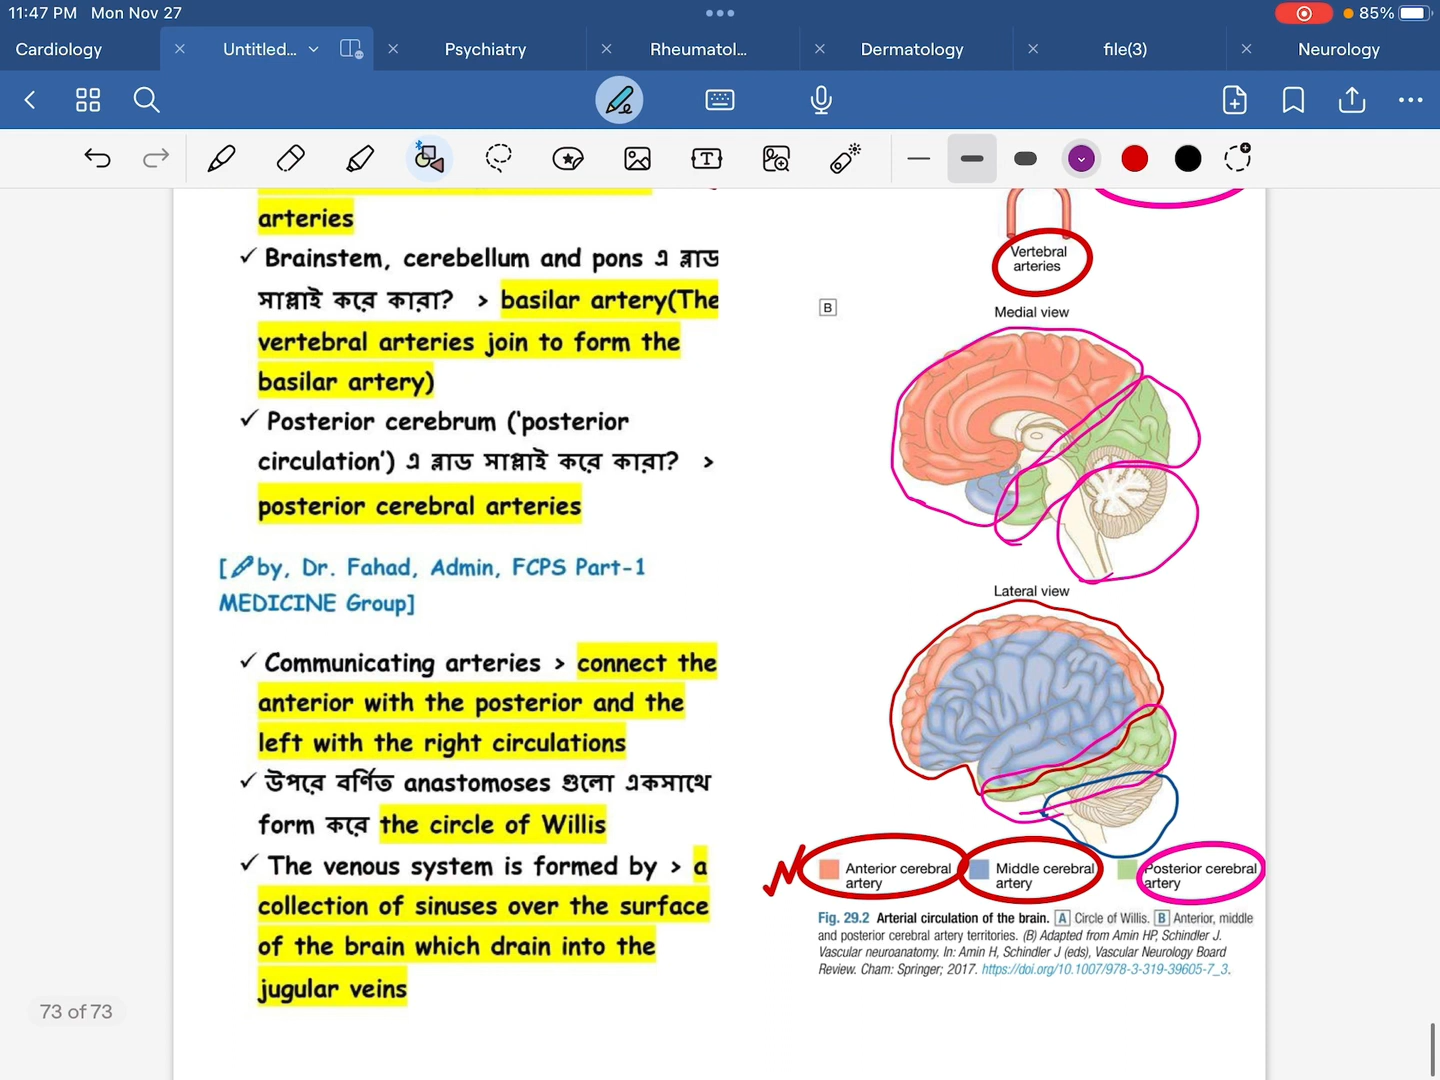 11:47 PM Mon Nov 27
85%
Cardiology
Untitled...
Psychiatry
Rheumatol...
Dermatology
file(3)
Neurology
arteries
✓ Brainstem, cerebellum and pons এ ব্লাড
সাপ্লাই করে কারা? > basilar artery(The
vertebral arteries join to form the
basilar artery)
✓ Posterior cerebrum ('posterior
circulation') এ ব্লাড সাপ্লাই করে কারা? >
posterior cerebral arteries
[🖊by, Dr. Fahad, Admin, FCPS Part-1
MEDICINE Group]
✓ Communicating arteries > connect the
anterior with the posterior and the
left with the right circulations
✓ উপরে বর্ণিত anastomoses গুলো একসাথে
form করে the circle of Willis
✓ The venous system is formed by > a
collection of sinuses over the surface
of the brain which drain into the
jugular veins
73 of 73
Vertebral
arteries
B
Medial view
Lateral view
Anterior cerebral
artery
Middle cerebral
artery
Posterior cerebral
artery
Fig. 29.2 Arterial circulation of the brain. A Circle of Willis. B Anterior, middle
and posterior cerebral artery territories. (B) Adapted from Amin HP, Schindler J.
Vascular neuroanatomy. In: Amin H, Schindler J (eds), Vascular Neurology Board
Review. Cham: Springer; 2017. https://doi.org/10.1007/978-3-319-39605-7_3.